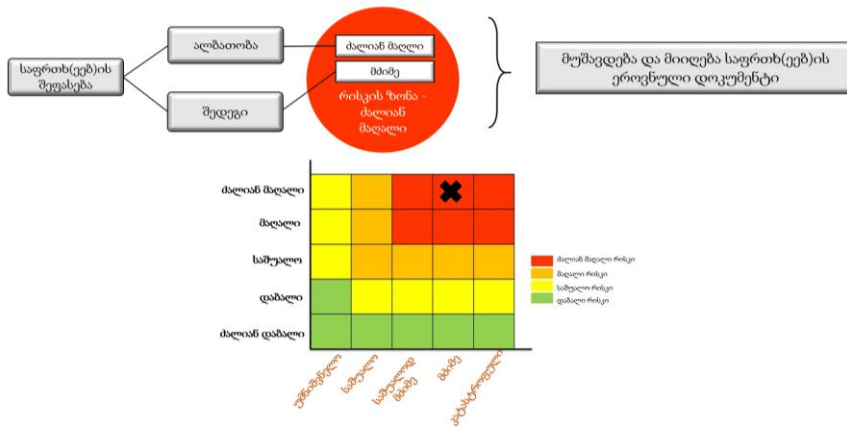 ალბათობა
ძალიან მაღლი
საფრთხ(ეებ)ის
შეფასება
მძიმე
შედეგი
რისკის ზონა -
ძალიან
მაღალი
მუშავდება და მიიღება საფრთხ(ეებ)ის
ეროვნული დოკუმენტი
ძალიან მაღალი
მაღალი
საშუალო
დაბალი
ძალიან დაბალი
ძალიან მაღალი რისკი
მაღალი რისკი
საშუალო რისკი
დაბალი რისკი
უმნიშვნელო
საშუალო
საშუალოდ
მძიმე
მძიმე
კატასტროფული